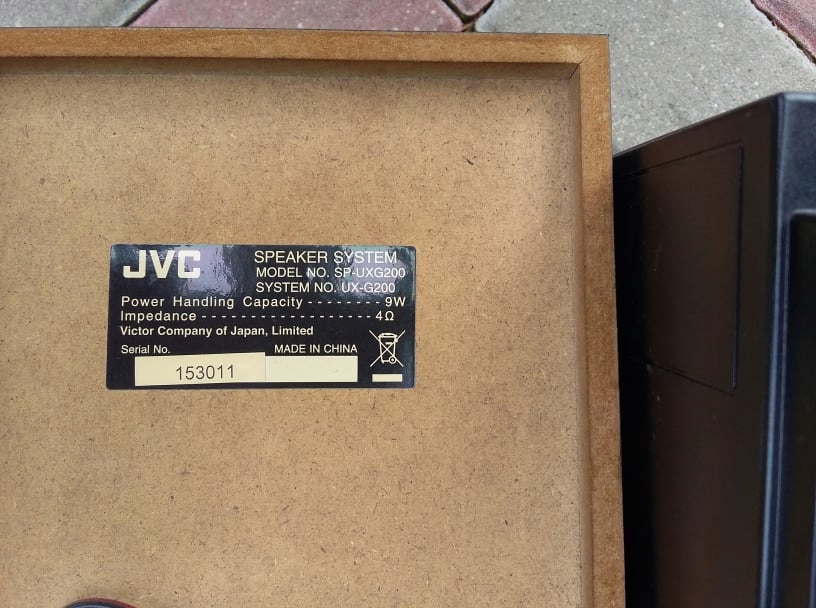 JVC
SPEAKER SYSTEM
MODEL NO. SP-UXG200
SYSTEM NO. UX-G200
Power Handling Capacity - - - - - - - - 9W
Impedance - - - - - - - - - - - - - - - - - - 4Ω
Victor Company of Japan, Limited
Serial No. MADE IN CHINA
153011